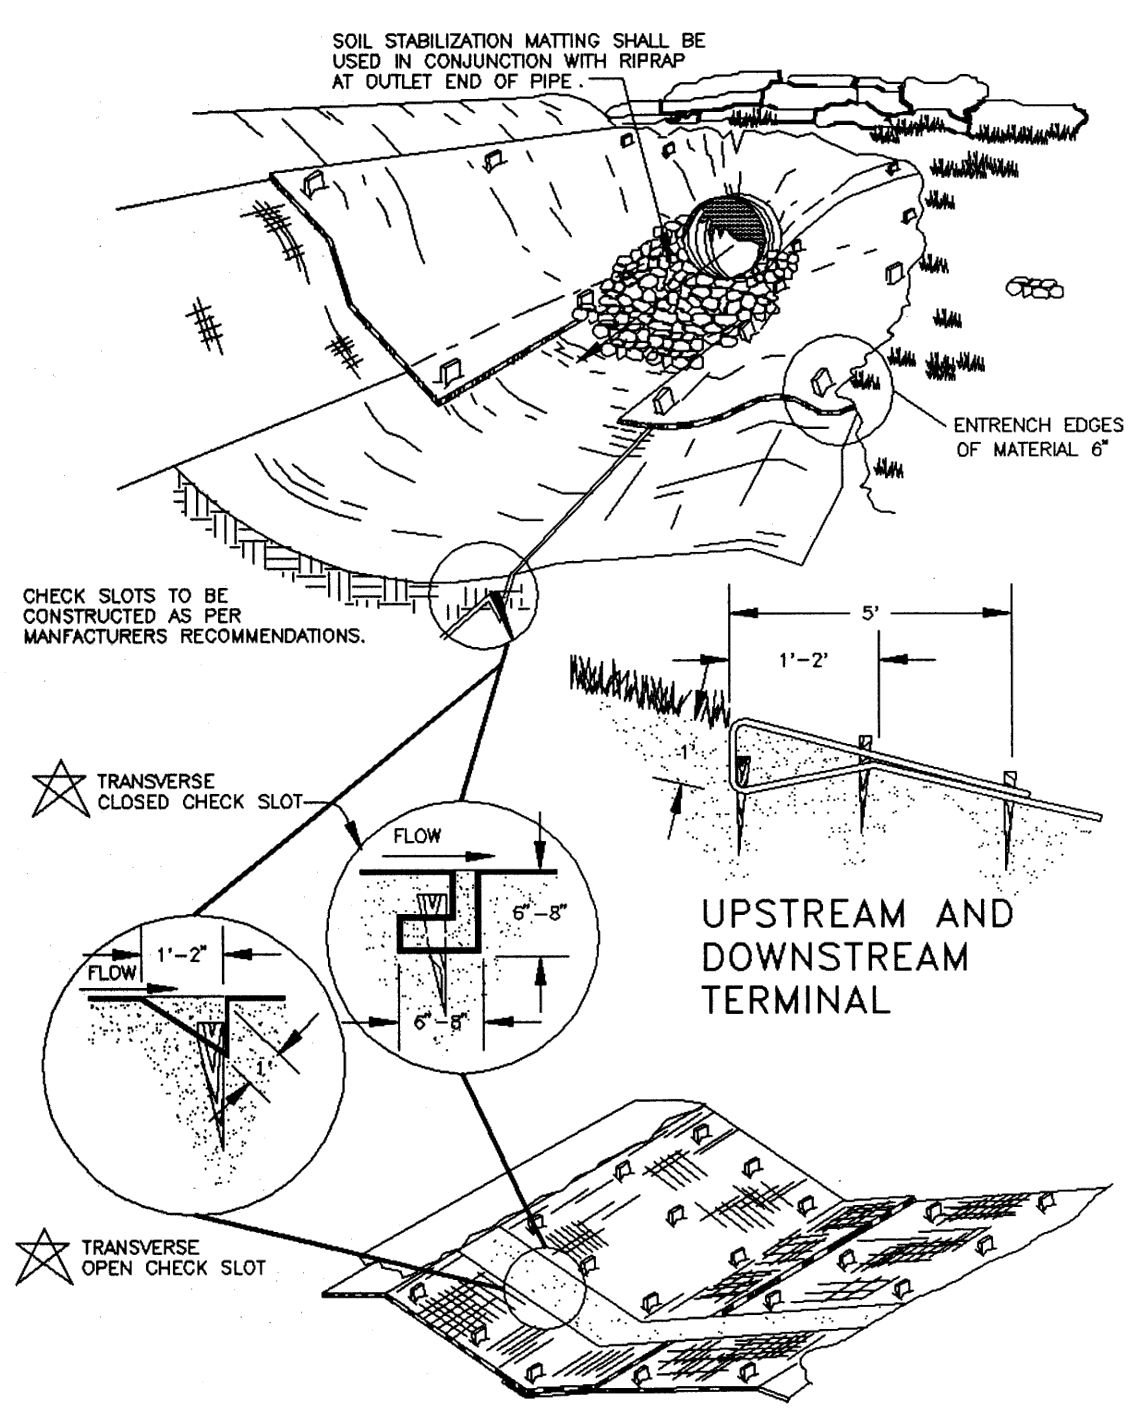 SOIL STABILIZATION MATTING SHALL BE
USED IN CONJUNCTION WITH RIPRAP
AT OUTLET END OF PIPE.
ENTRENCH EDGES
OF MATERIAL 6"
CHECK SLOTS TO BE
CONSTRUCTED AS PER
MANFACTURERS RECOMMENDATIONS.
5'
1'-2'
1'
TRANSVERSE
CLOSED CHECK SLOT
FLOW
6"-8"
6"-8"
UPSTREAM AND
DOWNSTREAM
TERMINAL
1'-2"
FLOW
1'
TRANSVERSE
OPEN CHECK SLOT